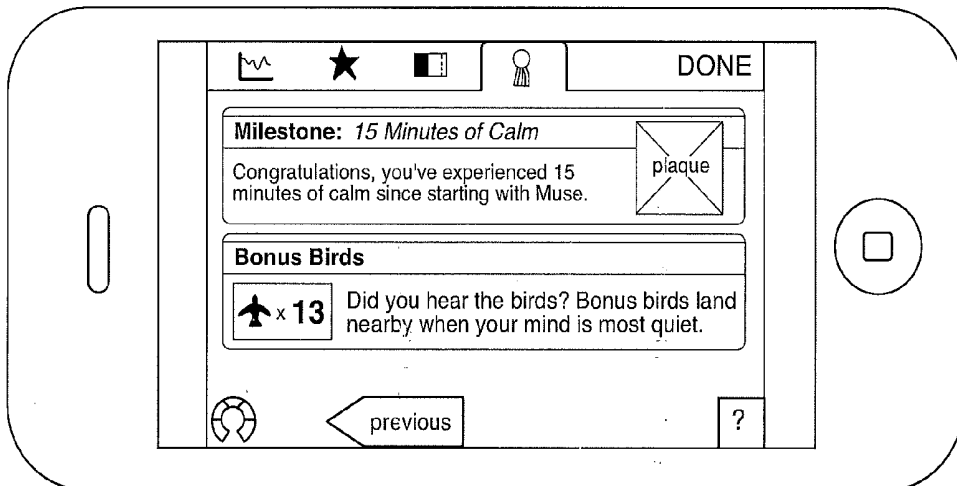 DONE
Milestone: 15 Minutes of Calm
Congratulations, you've experienced 15
minutes of calm since starting with Muse.
plaque
Bonus Birds
x 13
Did you hear the birds? Bonus birds land
nearby when your mind is most quiet.
previous
?